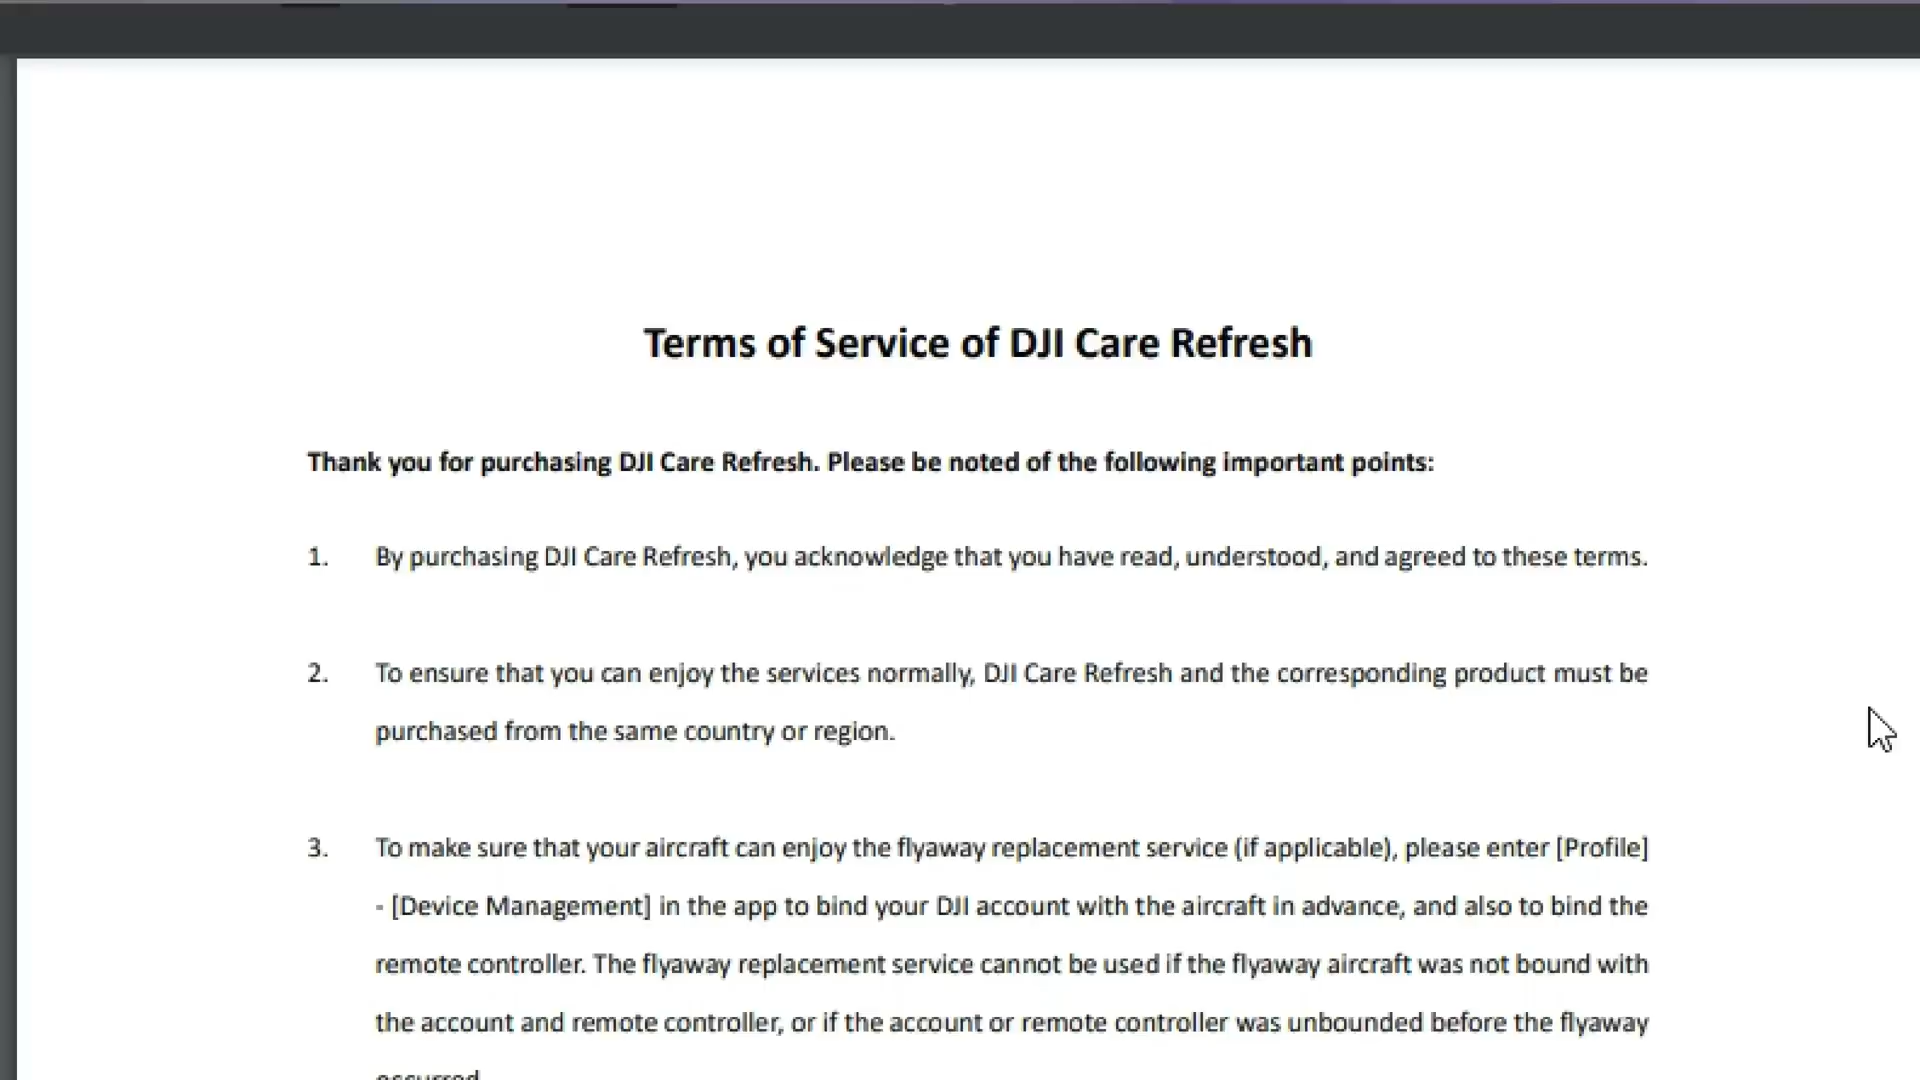 Terms of Service of DJI Care Refresh
Thank you for purchasing DJI Care Refresh. Please be noted of the following important points:
1. By purchasing DJI Care Refresh, you acknowledge that you have read, understood, and agreed to these terms.
2. To ensure that you can enjoy the services normally, DJI Care Refresh and the corresponding product must be
purchased from the same country or region.
3. To make sure that your aircraft can enjoy the flyaway replacement service (if applicable), please enter [Profile]
- [Device Management] in the app to bind your DJI account with the aircraft in advance, and also to bind the
remote controller. The flyaway replacement service cannot be used if the flyaway aircraft was not bound with
the account and remote controller, or if the account or remote controller was unbounded before the flyaway
occurred